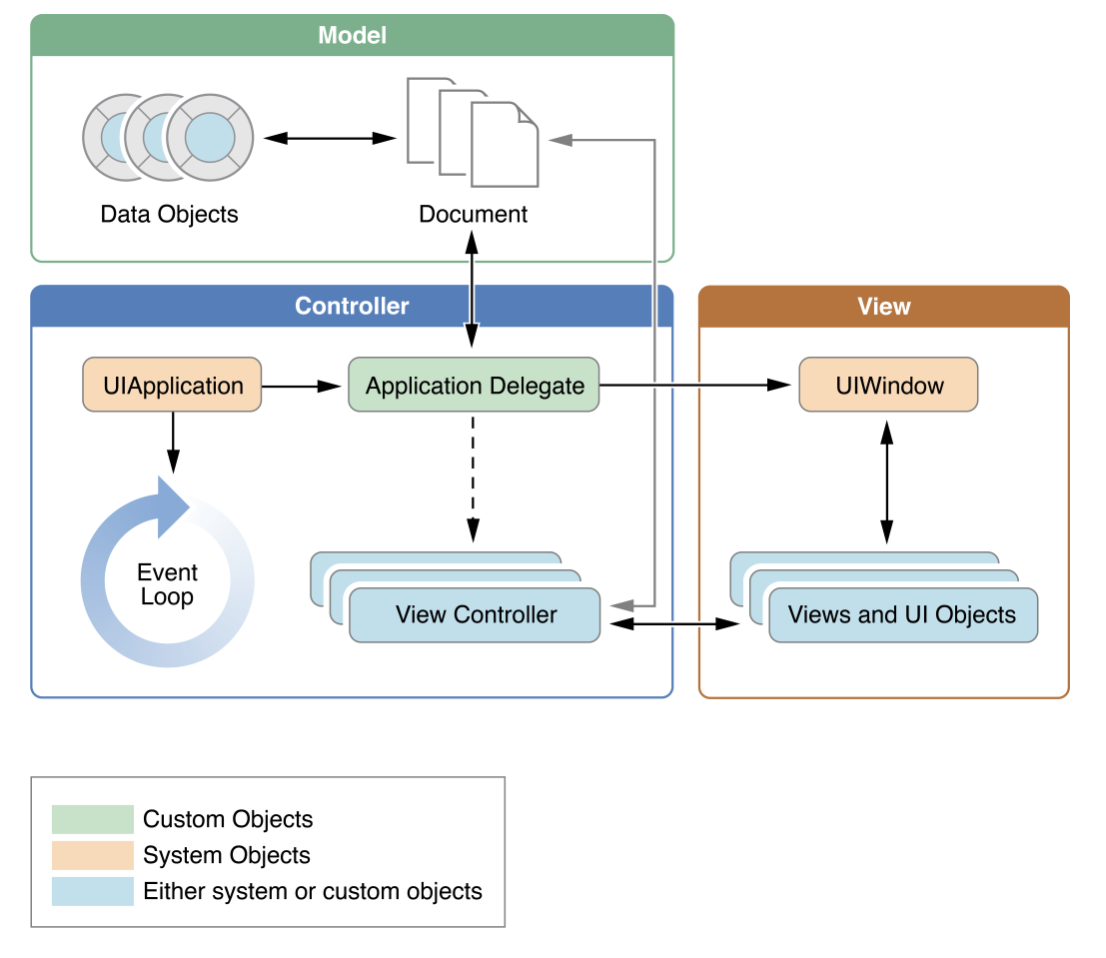 Model
Data Objects
Document
Controller
View
UIApplication
Application Delegate
UIWindow
Event
Loop
View Controller
Views and UI Objects
Custom Objects
System Objects
Either system or custom objects